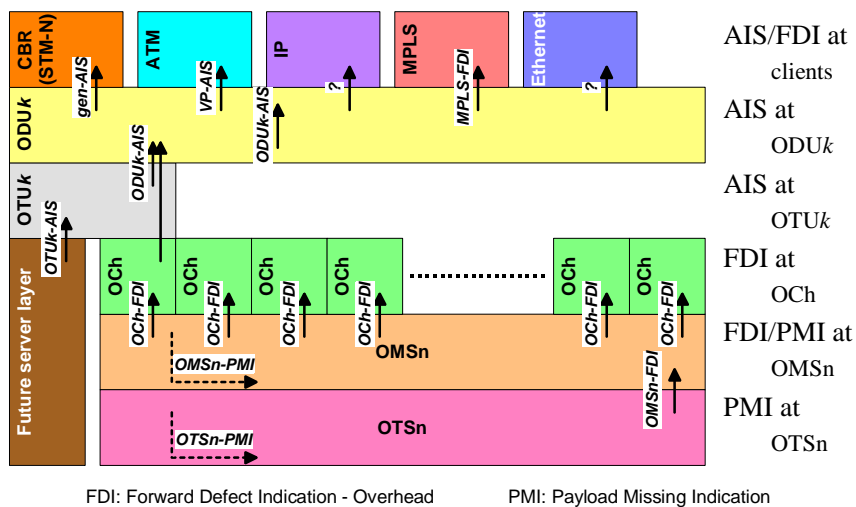 CBR
(STM-N)
ATM
IP
MPLS
Ethernet
AIS/FDI at
clients
gen-AIS
VP-AIS
ODUk-AIS
?
MPLS-FDI
?
ODUk
AIS at
ODUk
ODUk-AIS
OTUk
AIS at
OTUk
OTUk-AIS
Future server layer
OCh
OCh
OCh
OCh
OCh
OCh
FDI at
OCh
OCh-FDI
OCh-FDI
OCh-FDI
OCh-FDI
OCh-FDI
OCh-FDI
OMSn
OMSn-PMI
FDI/PMI at
OMSn
OMSn-FDI
OTSn
OTSn-PMI
PMI at
OTSn
FDI: Forward Defect Indication - Overhead
PMI: Payload Missing Indication